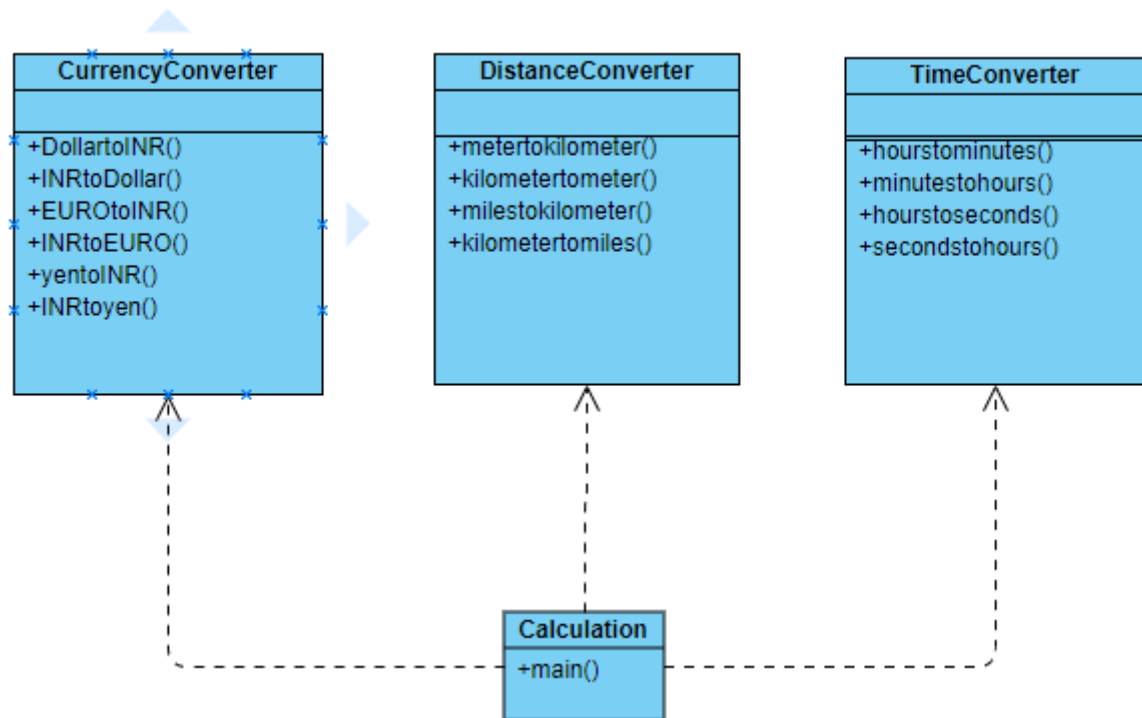 CurrencyConverter
+DollartoINR()
+INRtoDollar()
+EUROtoINR()
+INRtoEURO()
+yentoINR()
+INRtoyen()
DistanceConverter
+metertokilometer()
+kilometertometer()
+milestokilometer()
+kilometertomiles()
TimeConverter
+hourstominutes()
+minutestohours()
+hourstoseconds()
+secondstohours()
Calculation
+main()